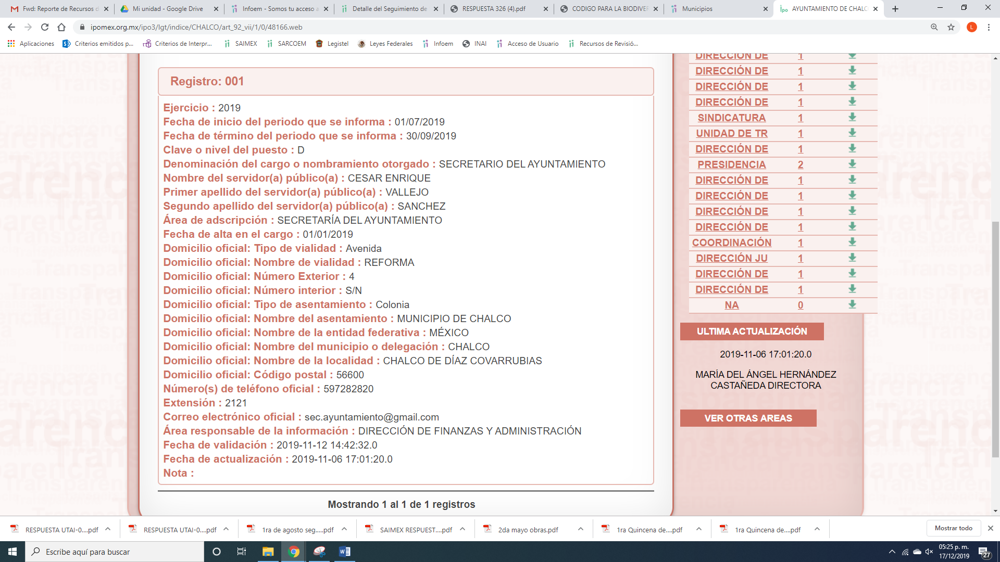 Fwd: Reporte de Recursos d
Mi unidad - Google Drive
Infoem - Somos tu acceso a
Detalle del Seguimiento de
RESPUESTA 326 (4).pdf
CODIGO PARA LA BIODIVER
Municipios
AYUNTAMIENTO DE CHALC
ipomex.org.mx/ipo3/lgt/indice/CHALCO/art_92_vii/1/0/48166.web
L
Aplicaciones
Criterios emitidos p...
Criterios de Interpr...
SAIMEX
SARCOEM
Legistel
Leyes Federales
Infoem
INAI
Acceso de Usuario
Recursos de Revisió...
Registro: 001
Ejercicio : 2019
Fecha de inicio del periodo que se informa : 01/07/2019
Fecha de término del periodo que se informa : 30/09/2019
Clave o nivel del puesto : D
Denominación del cargo o nombramiento otorgado : SECRETARIO DEL AYUNTAMIENTO
Nombre del servidor(a) público(a) : CESAR ENRIQUE
Primer apellido del servidor(a) público(a) : VALLEJO
Segundo apellido del servidor(a) público(a) : SANCHEZ
Área de adscripción : SECRETARÍA DEL AYUNTAMIENTO
Fecha de alta en el cargo : 01/01/2019
Domicilio oficial: Tipo de vialidad : Avenida
Domicilio oficial: Nombre de vialidad : REFORMA
Domicilio oficial: Número Exterior : 4
Domicilio oficial: Número interior : S/N
Domicilio oficial: Tipo de asentamiento : Colonia
Domicilio oficial: Nombre del asentamiento : MUNICIPIO DE CHALCO
Domicilio oficial: Nombre de la entidad federativa : MÉXICO
Domicilio oficial: Nombre del municipio o delegación : CHALCO
Domicilio oficial: Nombre de la localidad : CHALCO DE DÍAZ COVARRUBIAS
Domicilio oficial: Código postal : 56600
Número(s) de teléfono oficial : 597282820
Extensión : 2121
Correo electrónico oficial : sec.ayuntamiento@gmail.com
Área responsable de la información : DIRECCIÓN DE FINANZAS Y ADMINISTRACIÓN
Fecha de validación : 2019-11-12 14:42:32.0
Fecha de actualización : 2019-11-06 17:01:20.0
Nota :
Mostrando 1 al 1 de 1 registros
DIRECCIÓN DE 1
DIRECCIÓN DE 1
DIRECCIÓN DE 1
DIRECCIÓN DE 1
SINDICATURA 1
UNIDAD DE TR 1
DIRECCIÓN DE 1
PRESIDENCIA 2
DIRECCIÓN DE 1
DIRECCIÓN DE 1
DIRECCIÓN DE 1
DIRECCIÓN DE 1
COORDINACIÓN 1
DIRECCIÓN JU 1
DIRECCIÓN DE 1
DIRECCIÓN DE 1
NA 0
ULTIMA ACTUALIZACIÓN
2019-11-06 17:01:20.0
MARÍA DEL ÁNGEL HERNÁNDEZ
CASTAÑEDA DIRECTORA
VER OTRAS AREAS
RESPUESTA UTAI-0....pdf
RESPUESTA UTAI-0....pdf
1ra de agosto seg.....pdf
SAIMEX RESPUEST....pdf
2da mayo obras.pdf
1ra Quincena de....pdf
1ra Quincena de....pdf
Mostrar todo
Escribe aquí para buscar
05:25 p. m.
17/12/2019
27